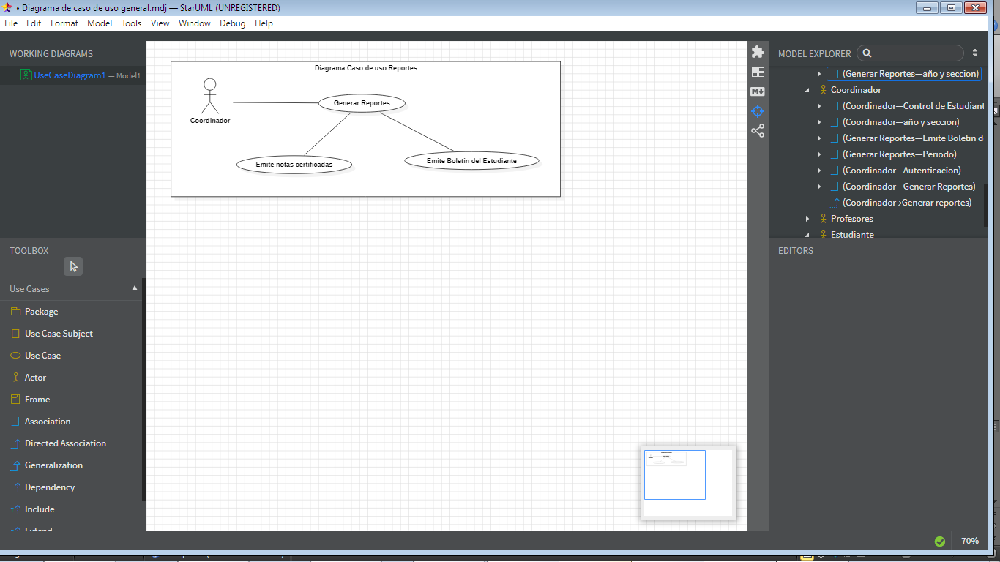 • Diagrama de caso de uso general.mdj — StarUML (UNREGISTERED)
File Edit Format Model Tools View Window Debug Help
WORKING DIAGRAMS
UseCaseDiagram1 — Model1
TOOLBOX
Use Cases
Package
Use Case Subject
Use Case
Actor
Frame
Association
Directed Association
Generalization
Dependency
Include
Extend
Diagrama Caso de uso Reportes
Coordinador
Generar Reportes
Emite notas certificadas
Emite Boletin del Estudiante
MODEL EXPLORER
(Generar Reportes—año y seccion)
Coordinador
(Coordinador—Control de Estudiant
(Coordinador—año y seccion)
(Generar Reportes—Emite Boletin d
(Generar Reportes—Periodo)
(Coordinador—Autenticacion)
(Coordinador—Generar Reportes)
(Coordinador→Generar reportes)
Profesores
Estudiante
EDITORS
70%